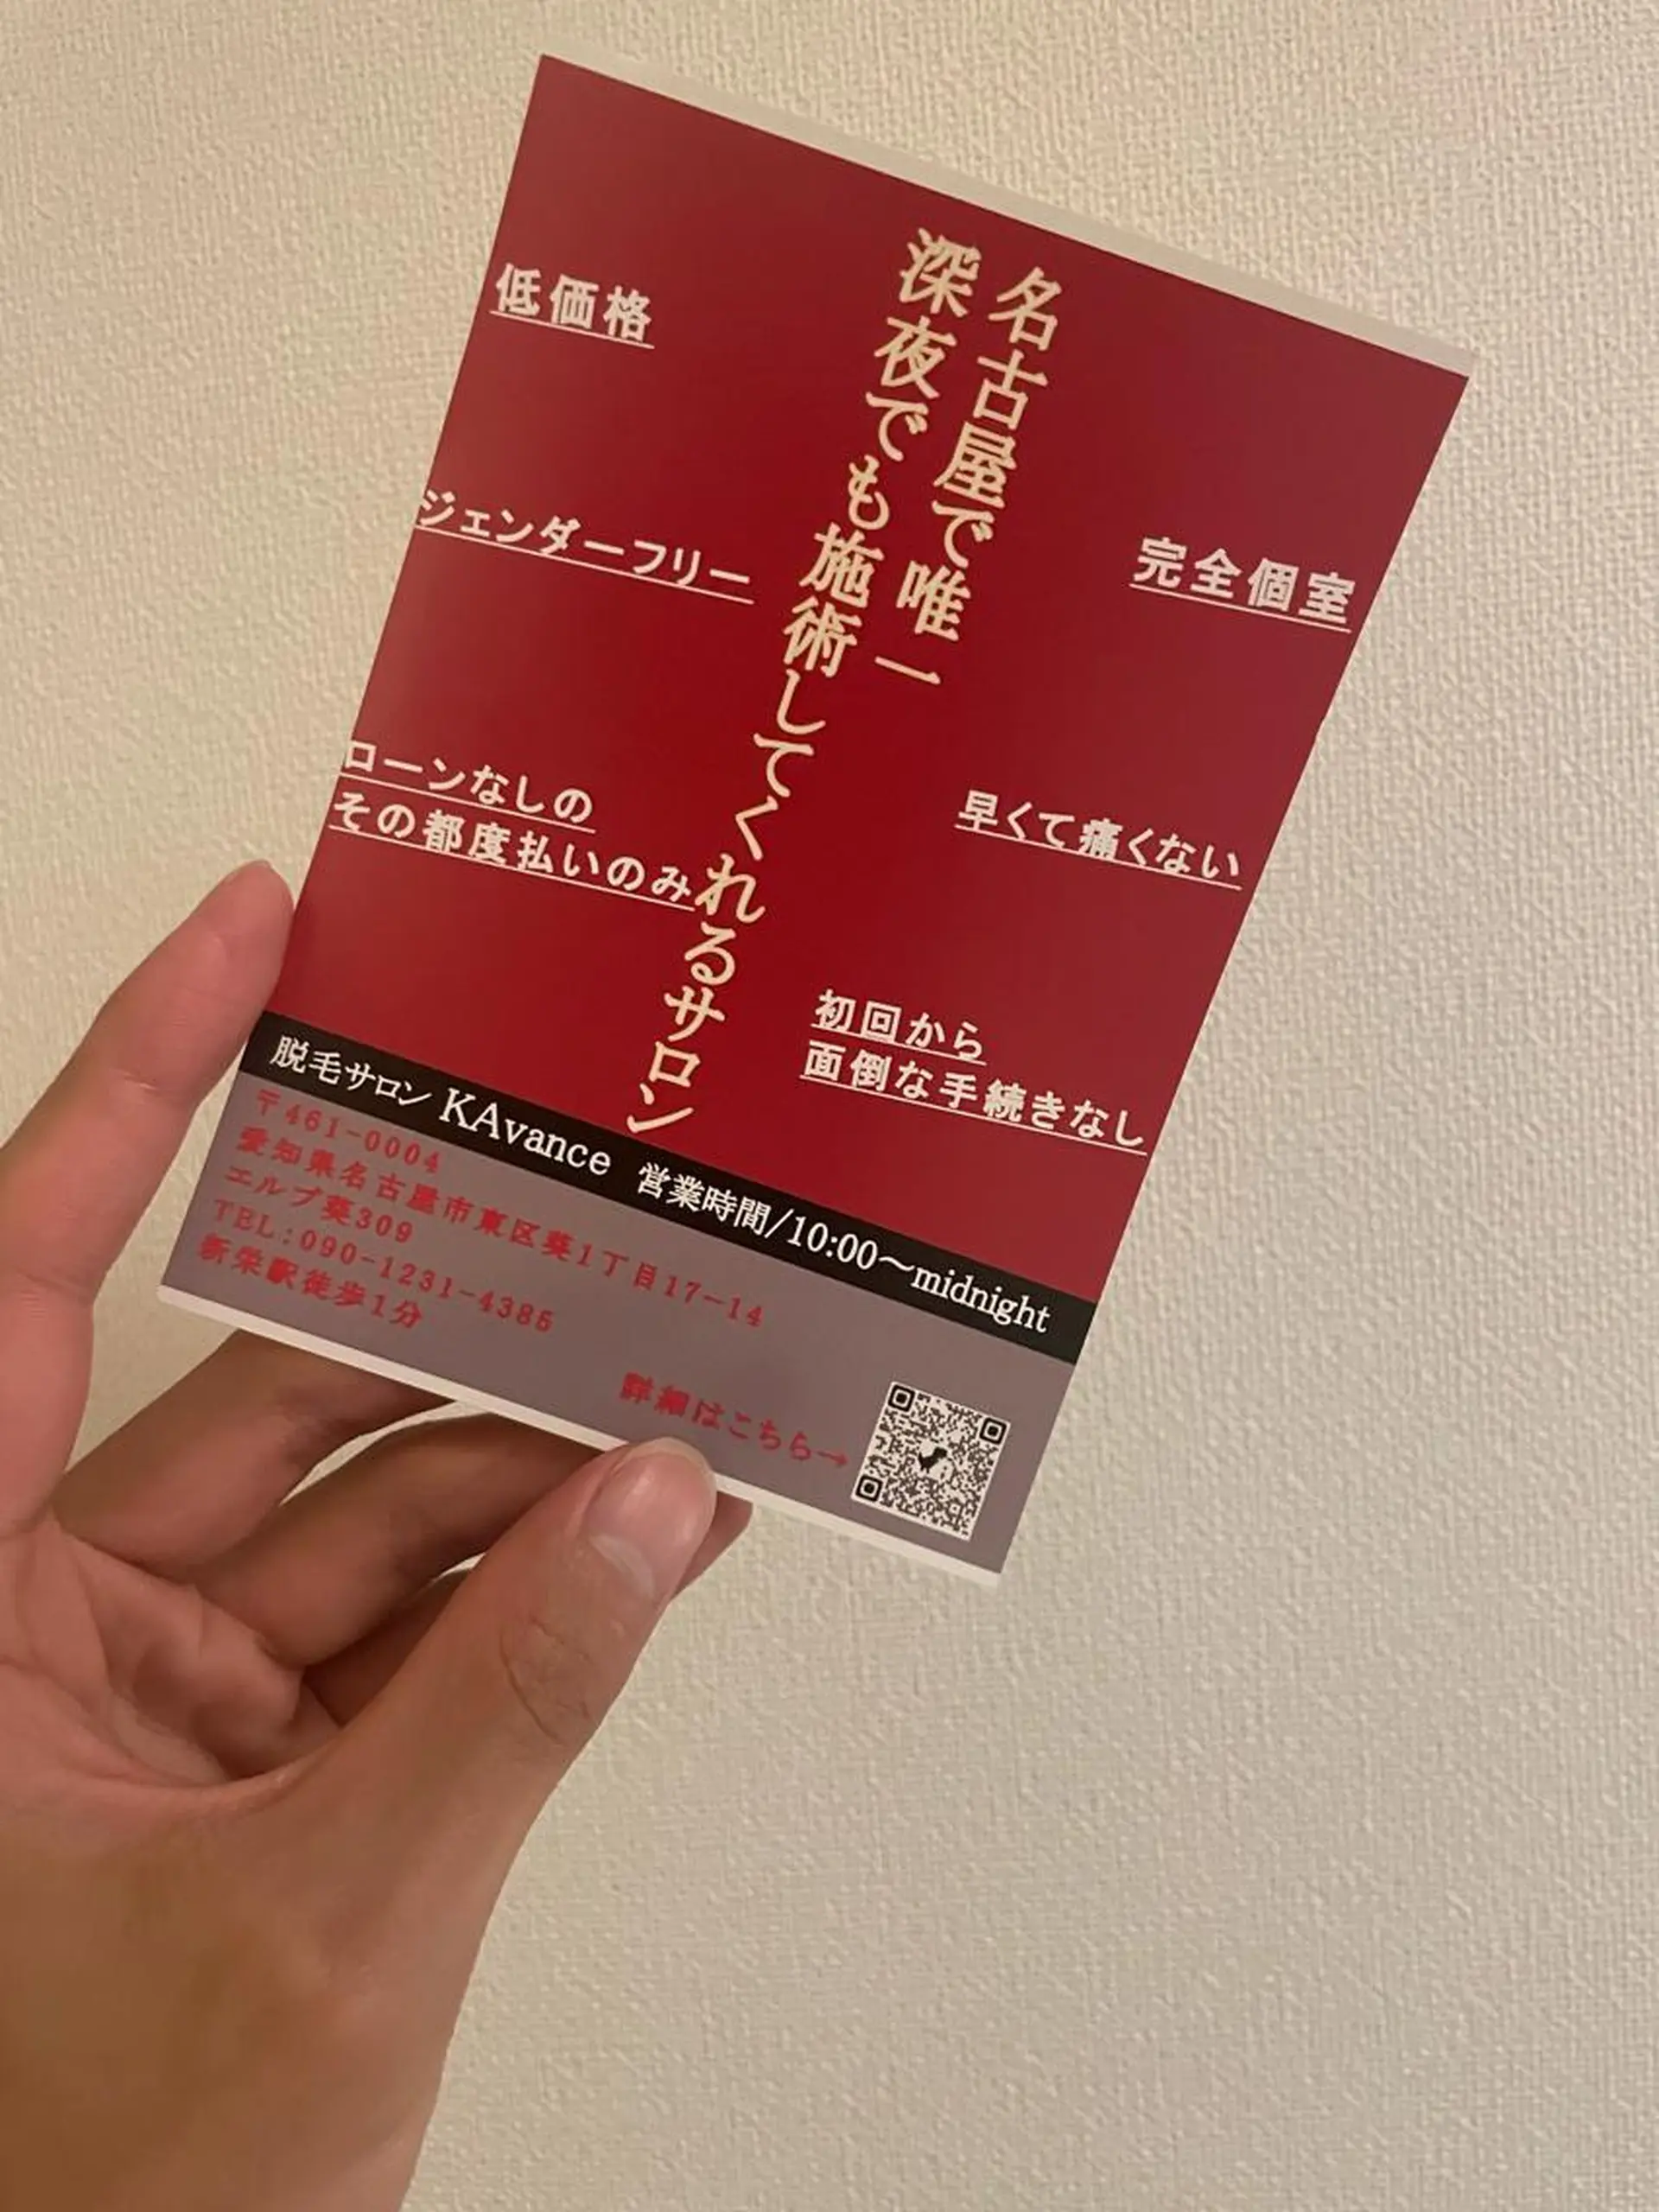 名古屋で唯一
深夜でも施術してくれるサロン
完全個室
早くて痛くない
初回から
面倒な手続きなし
低価格
ジェンダーフリー
ローンなしの
その都度払いのみ
脱毛サロン KAvance 営業時間/10:00〜midnight
〒461-0004
愛知県名古屋市東区葵1丁目17-14
エルブ葵309
TEL:090-1231-4385
新栄駅徒歩1分
詳細はこちら→